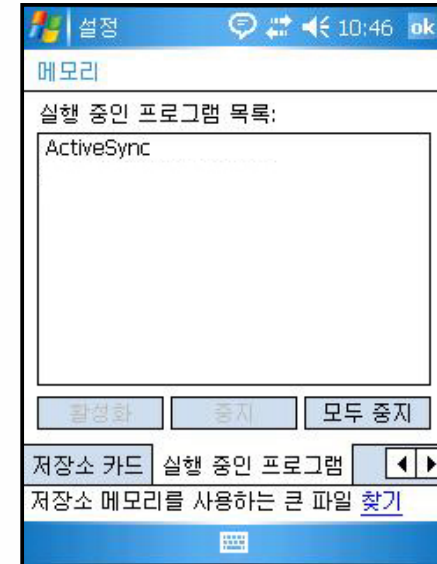 설정 10:46 ok
메모리
실행 중인 프로그램 목록:
ActiveSync
활성화 중지 모두 중지
저장소 카드 실행 중인 프로그램
저장소 메모리를 사용하는 큰 파일 찾기